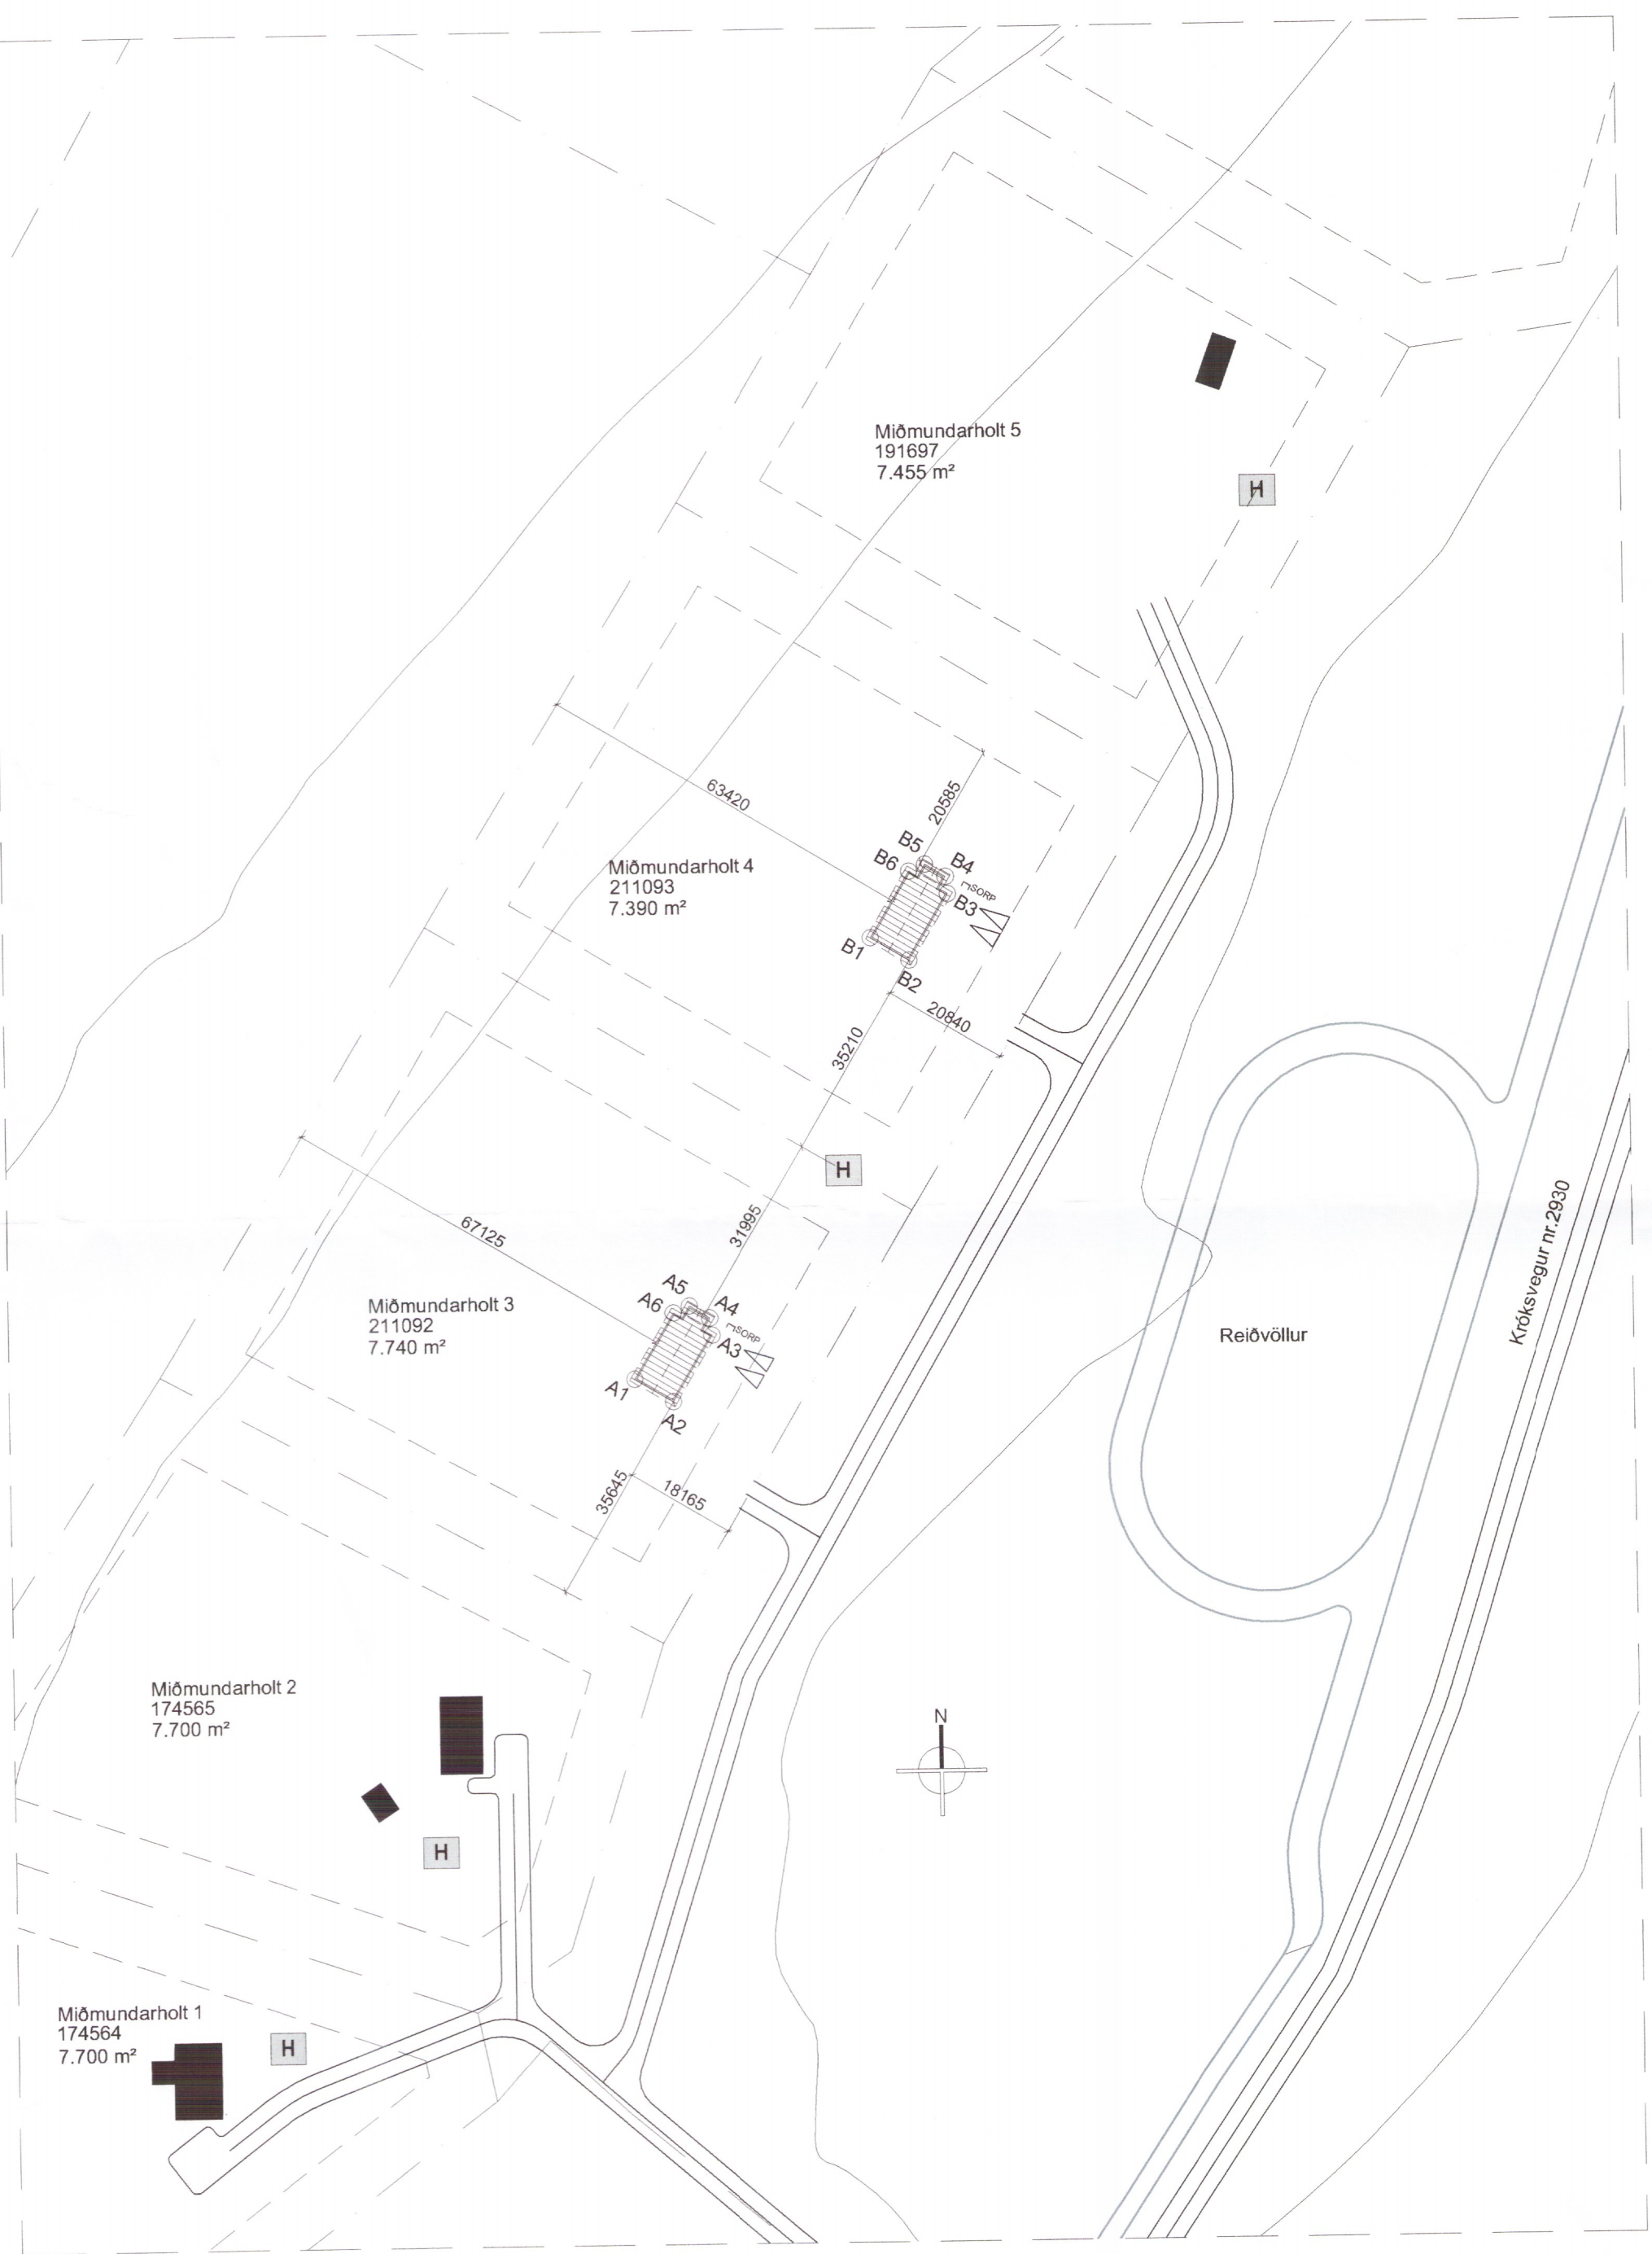 Miðmundarholt 5
191697
7.455 m²
H
63420
20585
B5
B4
B6
SORP
B3
B1
B2
Miðmundarholt 4
211093
7.390 m²
20840
35210
H
31995
67125
A5
A4
A6
SORP
A3
A1
A2
Miðmundarholt 3
211092
7.740 m²
Reiðvöllur
Króksvegur nr.2930
35645
18165
Miðmundarholt 2
174565
7.700 m²
N
H
Miðmundarholt 1
174564
7.700 m²
H